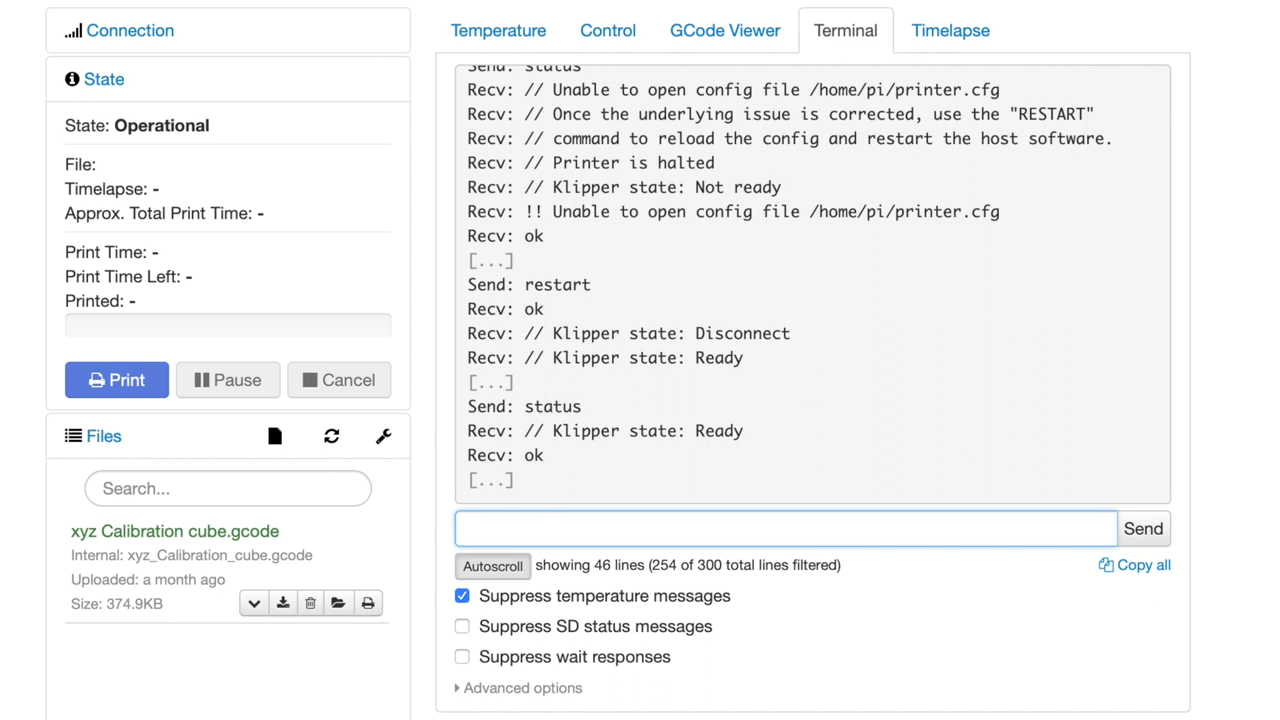 Connection
State
State: Operational
File:
Timelapse: -
Approx. Total Print Time: -
Print Time: -
Print Time Left: -
Printed: -
Print
Pause
Cancel
Files
Search...
xyz Calibration cube.gcode
Internal: xyz_Calibration_cube.gcode
Uploaded: a month ago
Size: 374.9KB
Temperature
Control
GCode Viewer
Terminal
Timelapse
Send: status
Recv: // Unable to open config file /home/pi/printer.cfg
Recv: // Once the underlying issue is corrected, use the "RESTART"
Recv: // command to reload the config and restart the host software.
Recv: // Printer is halted
Recv: // Klipper state: Not ready
Recv: !! Unable to open config file /home/pi/printer.cfg
Recv: ok
[...]
Send: restart
Recv: ok
Recv: // Klipper state: Disconnect
Recv: // Klipper state: Ready
[...]
Send: status
Recv: // Klipper state: Ready
Recv: ok
[...]
Send
Autoscroll
showing 46 lines (254 of 300 total lines filtered)
Copy all
Suppress temperature messages
Suppress SD status messages
Suppress wait responses
Advanced options